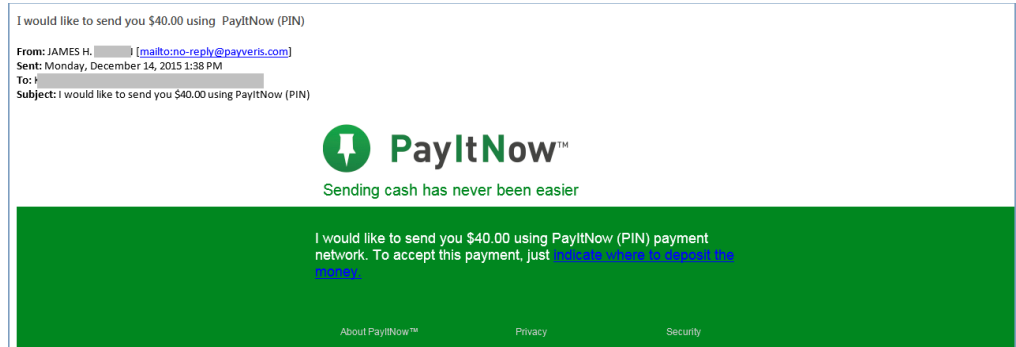 I would like to send you $40.00 using PayItNow (PIN)
From: JAMES H. [mailto:no-reply@payveris.com]
Sent: Monday, December 14, 2015 1:38 PM
To:
Subject: I would like to send you $40.00 using PayItNow (PIN)
PayItNow™
Sending cash has never been easier
I would like to send you $40.00 using PayItNow (PIN) payment
network. To accept this payment, just indicate where to deposit the
money.
About PayItNow™ Privacy Security